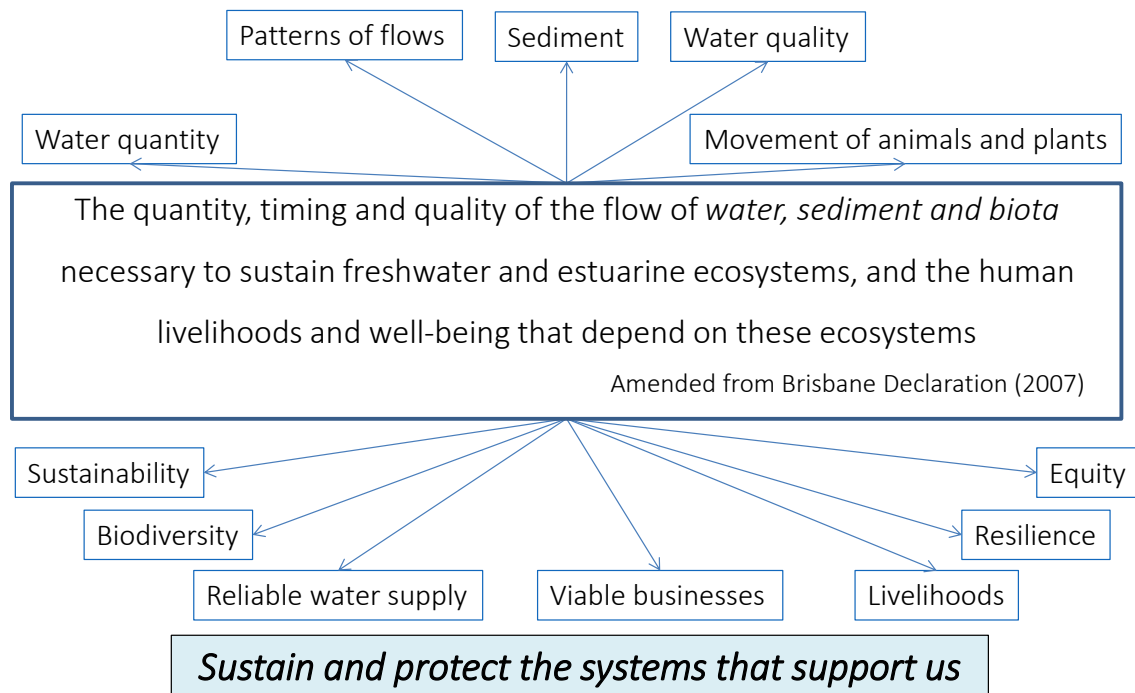 Patterns of flows
Sediment
Water quality
Water quantity
Movement of animals and plants
The quantity, timing and quality of the flow of water, sediment and biota
necessary to sustain freshwater and estuarine ecosystems, and the human
livelihoods and well-being that depend on these ecosystems
Amended from Brisbane Declaration (2007)
Sustainability
Equity
Biodiversity
Resilience
Reliable water supply
Viable businesses
Livelihoods
Sustain and protect the systems that support us